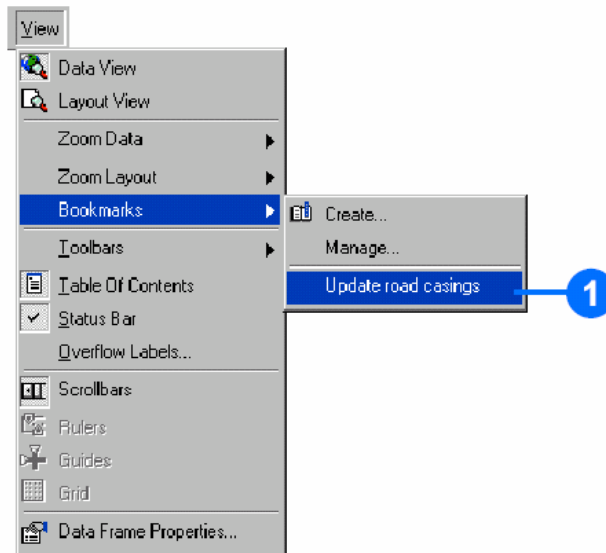 View
Data View
Layout View
Zoom Data
Zoom Layout
Bookmarks
Create...
Manage...
Update road casings
1
Toolbars
Table Of Contents
Status Bar
Overflow Labels...
Scrollbars
Rulers
Guides
Grid
Data Frame Properties...